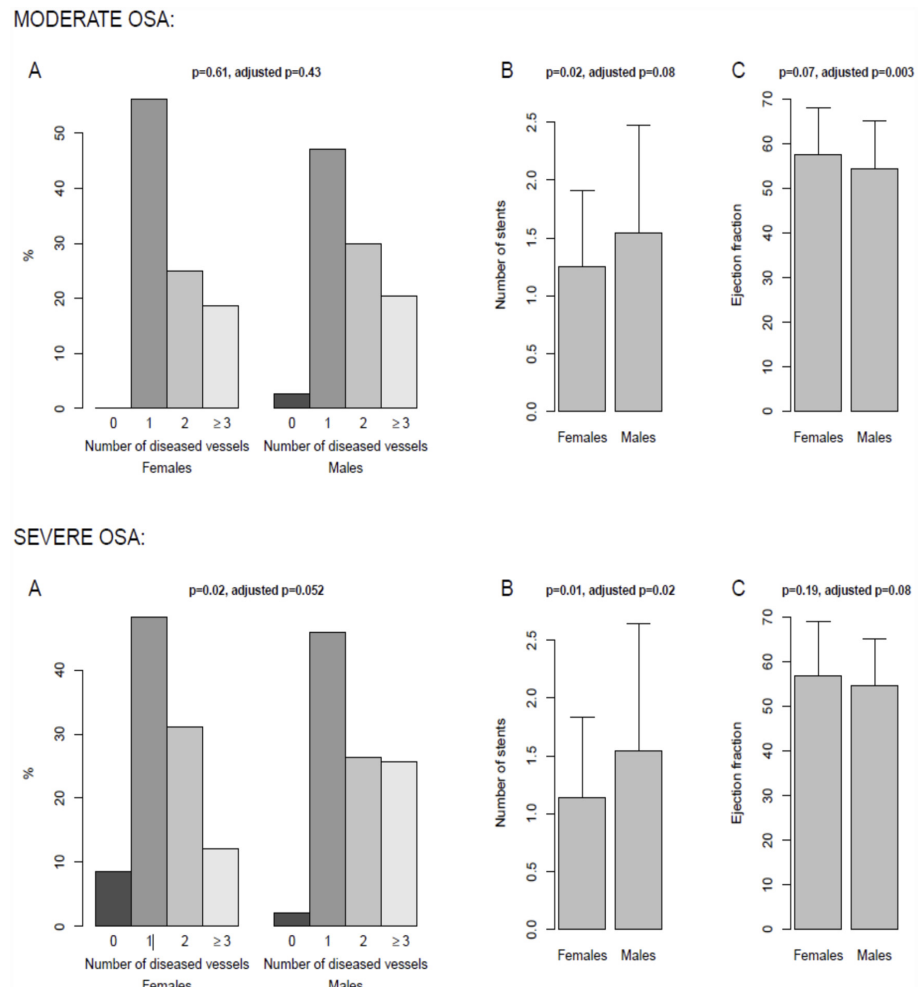 MODERATE OSA:
A
p=0.61, adjusted p=0.43
%
0
10
20
30
40
50
0 1 2 ≥3
0 1 2 ≥3
Number of diseased vessels
Number of diseased vessels
Females
Males
B
p=0.02, adjusted p=0.08
Number of stents
0.0
0.5
1.0
1.5
2.0
2.5
Females Males
C
p=0.07, adjusted p=0.003
Ejection fraction
0
10
20
30
40
50
60
70
Females Males
SEVERE OSA:
A
p=0.02, adjusted p=0.052
%
0
10
20
30
40
0 1| 2 ≥3
0 1 2 ≥3
Number of diseased vessels
Number of diseased vessels
Females
Males
B
p=0.01, adjusted p=0.02
Number of stents
0.0
0.5
1.0
1.5
2.0
2.5
Females Males
C
p=0.19, adjusted p=0.08
Ejection fraction
0
10
20
30
40
50
60
70
Females Males